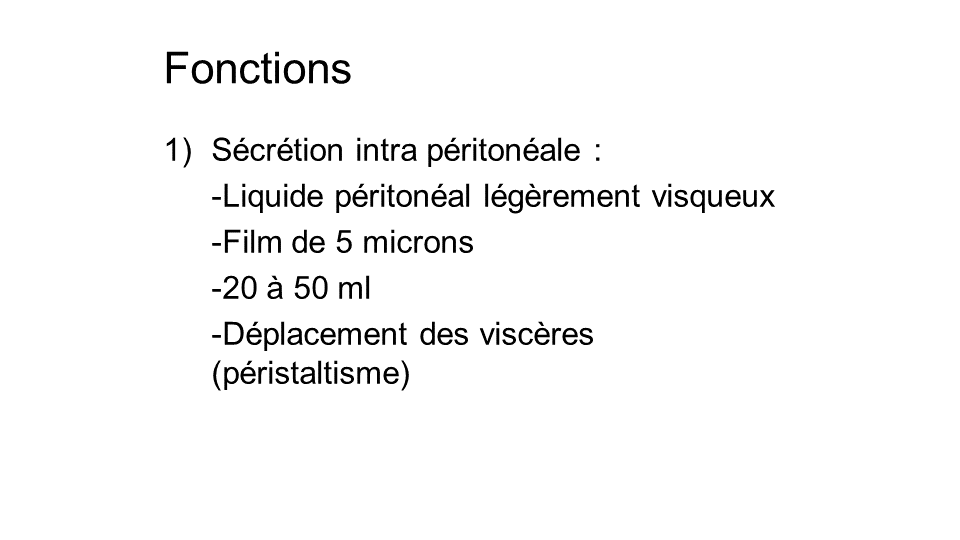 Fonctions
1) Sécrétion intra péritonéale :
-Liquide péritonéal légèrement visqueux
-Film de 5 microns
-20 à 50 ml
-Déplacement des viscères
(péristaltisme)